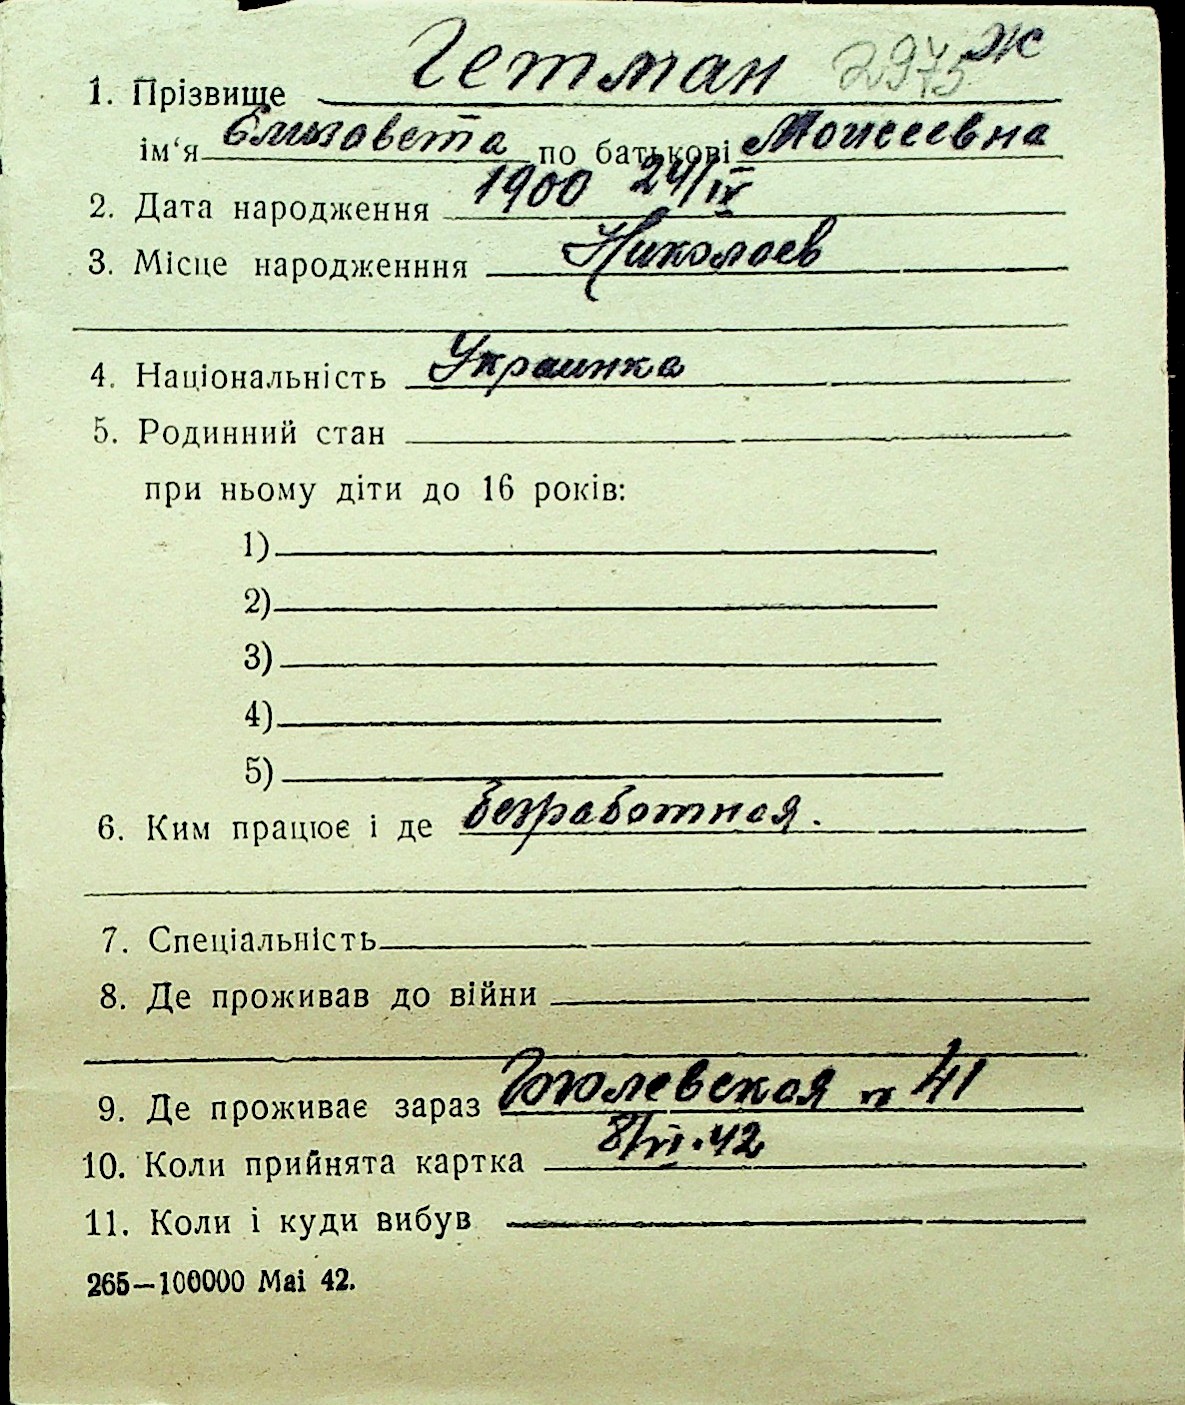 1. Прізвище Гетман 2975 Ж
ім'я Елизавета по батькові Моисеевна
2. Дата народження 1900 24/IX
3. Місце народженння Николаев
4. Національність Украинка
5. Родинний стан
при ньому діти до 16 років:
1)
2)
3)
4)
5)
6. Ким працює і де безработная.
7. Спеціальність
8. Де проживав до війни
9. Де проживає зараз Гоголевская n 41
10. Коли прийнята картка 8/VI.42
11. Коли і куди вибув
265—100000 Mai 42.